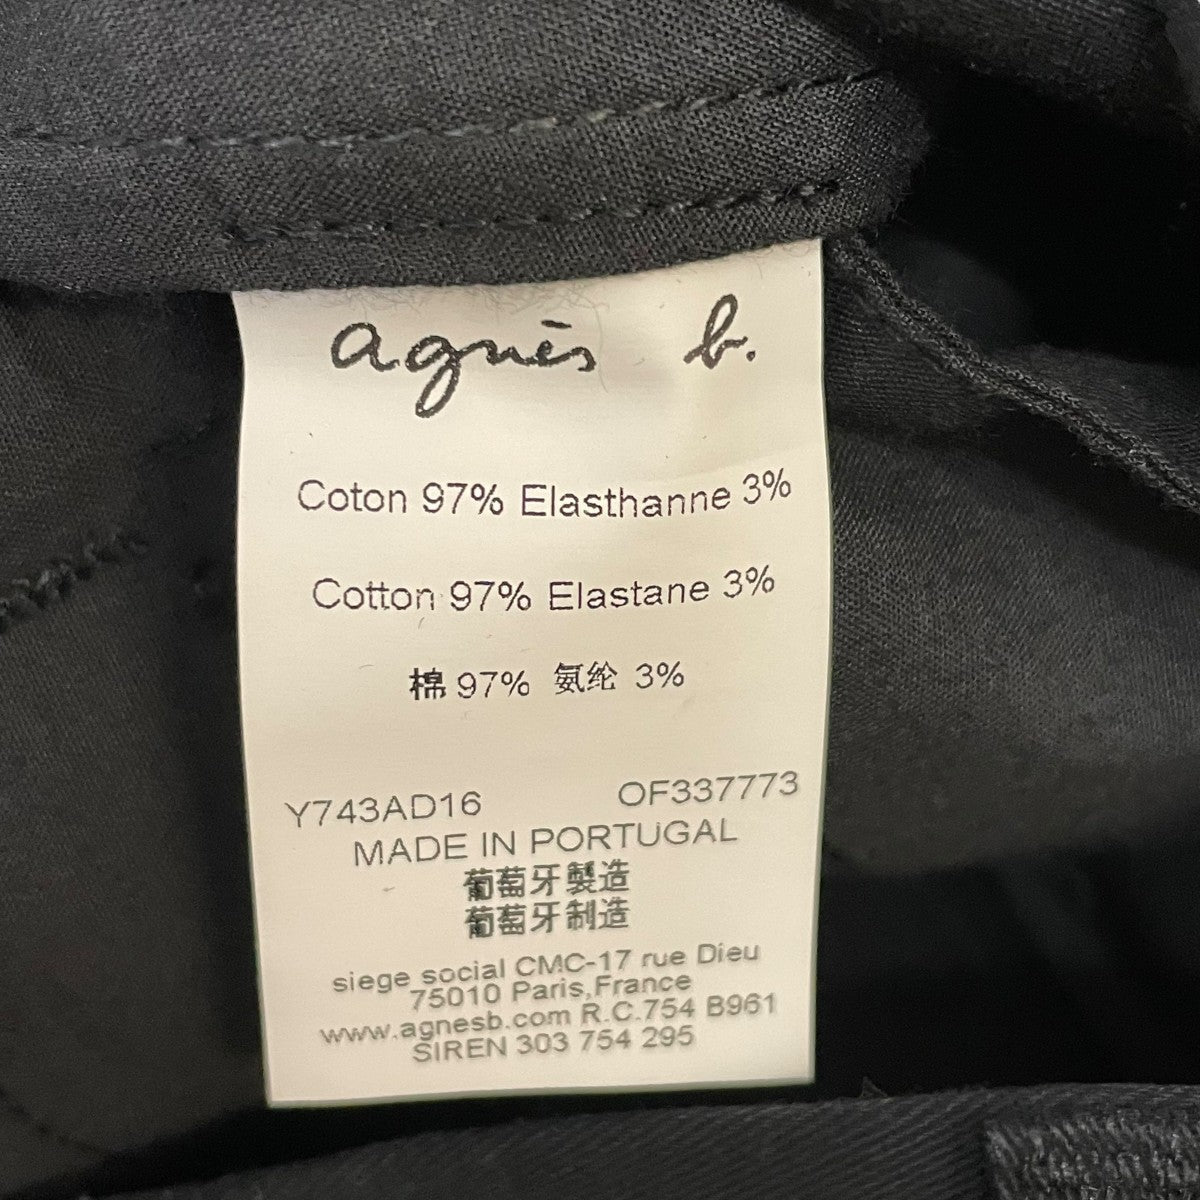 agnès b.
Coton 97% Elasthanne 3%
Cotton 97% Elastane 3%
棉 97% 氨纶 3%
Y743AD16 OF337773
MADE IN PORTUGAL
葡萄牙製造
葡萄牙制造
siege social CMC-17 rue Dieu
75010 Paris,France
www.agnesb.com R.C.754 B961
SIREN 303 754 295